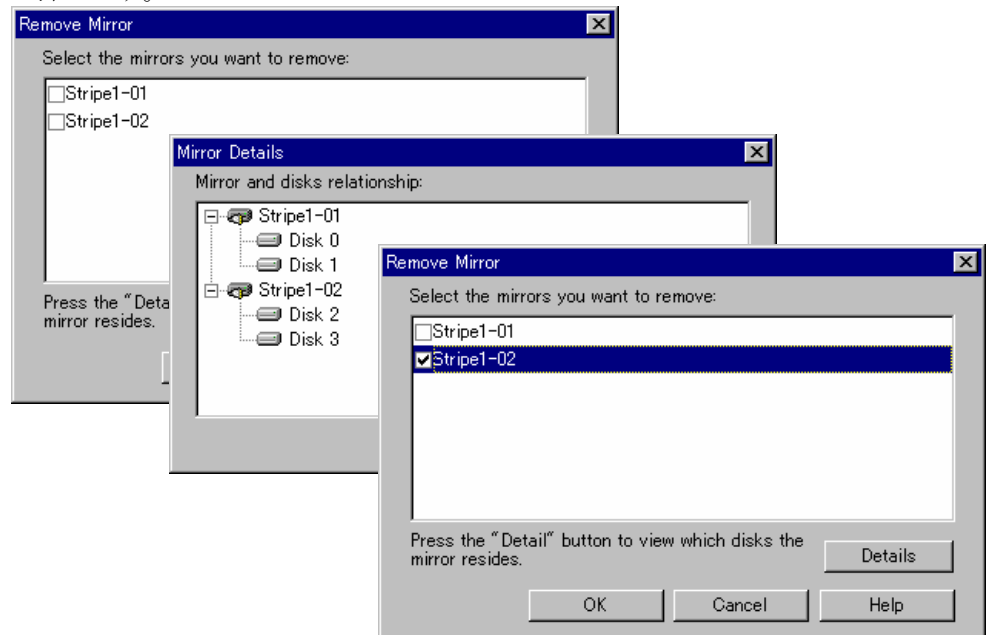 Remove Mirror
Select the mirrors you want to remove:
Stripe1-01
Stripe1-02
Press the "Deta
mirror resides.
Mirror Details
Mirror and disks relationship:
Stripe1-01
Disk 0
Disk 1
Stripe1-02
Disk 2
Disk 3
Remove Mirror
Select the mirrors you want to remove:
Stripe1-01
Stripe1-02
Press the "Detail" button to view which disks the
mirror resides.
Details
OK Cancel Help